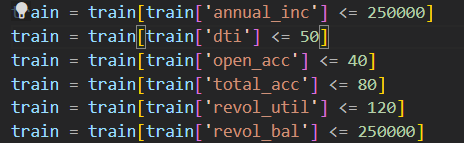 ain = train[train['annual_inc'] <= 250000]
train = train[train['dti'] <= 50]
train = train[train['open_acc'] <= 40]
train = train[train['total_acc'] <= 80]
train = train[train['revol_util'] <= 120]
train = train[train['revol_bal'] <= 250000]